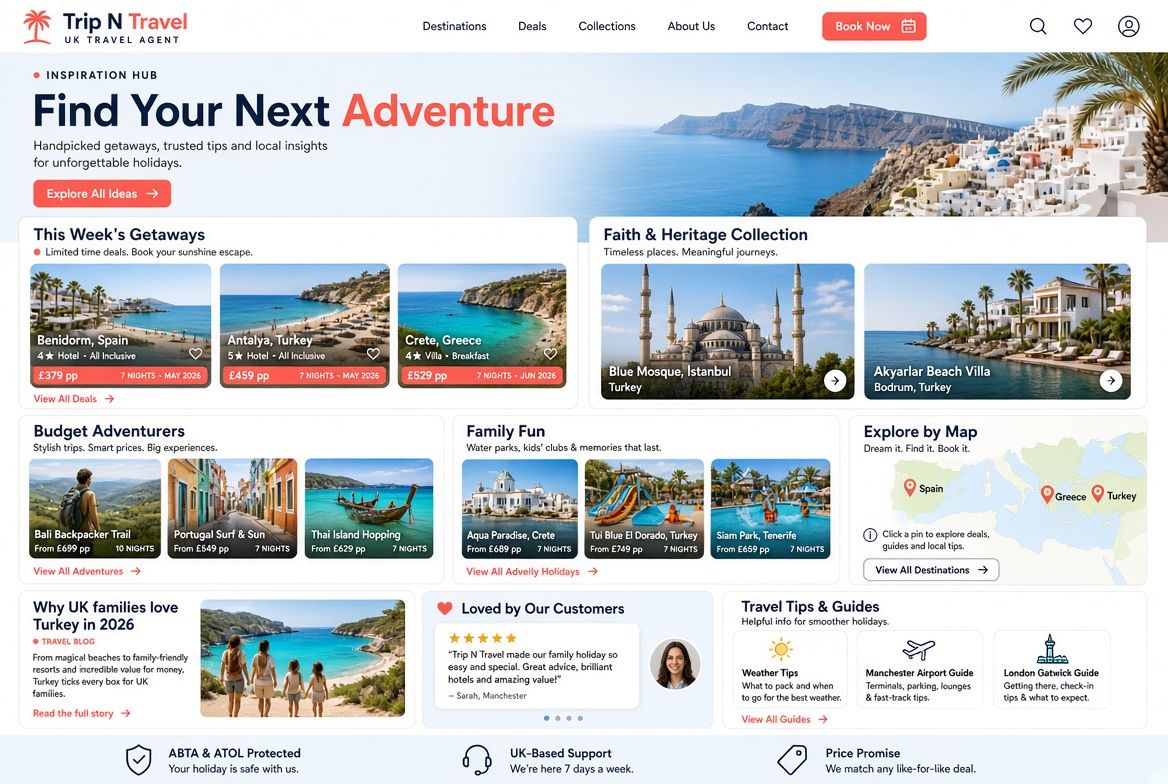 Trip N Travel
UK TRAVEL AGENT
Destinations
Deals
Collections
About Us
Contact
Book Now
INSPIRATION HUB
Find Your Next Adventure
Handpicked getaways, trusted tips and local insights
for unforgettable holidays.
Explore All Ideas
This Week's Getaways
Limited time deals. Book your sunshine escape.
Benidorm, Spain
4★ Hotel • All Inclusive
£379 pp
7 NIGHTS • MAY 2026
Antalya, Turkey
5★ Hotel • All Inclusive
£459 pp
7 NIGHTS • MAY 2026
Crete, Greece
4★ Villa • Breakfast
£529 pp
7 NIGHTS • JUN 2026
View All Deals →
Faith & Heritage Collection
Timeless places. Meaningful journeys.
Blue Mosque, Istanbul
Turkey
Akyarlar Beach Villa
Bodrum, Turkey
Budget Adventurers
Stylish trips. Smart prices. Big experiences.
Bali Backpacker Trail
From £699 pp
10 NIGHTS
Portugal Surf & Sun
From £549 pp
7 NIGHTS
Thai Island Hopping
From £629 pp
7 NIGHTS
View All Adventures →
Family Fun
Water parks, kids' clubs & memories that last.
Aqua Paradise, Crete
From £689 pp
7 NIGHTS
Tui Blue El Dorado, Turkey
From £749 pp
7 NIGHTS
Siam Park, Tenerife
From £659 pp
7 NIGHTS
View All Advelly Holidays →
Explore by Map
Dream it. Find it. Book it.
Spain
Greece
Turkey
Click a pin to explore deals,
guides and local tips.
View All Destinations →
Why UK families love
Turkey in 2026
TRAVEL BLOG
From magical beaches to family-friendly
resorts and incredible value for money,
Turkey ticks every box for UK
families.
Read the full story →
Loved by Our Customers
★★★★★
"Trip N Travel made our family holiday so
easy and special. Great advice, brilliant
hotels and amazing value!"
– Sarah, Manchester
Travel Tips & Guides
Helpful info for smoother holidays.
Weather Tips
What to pack and when
to go for the best weather.
Manchester Airport Guide
Terminals, parking, lounges
& fast-track tips.
London Gatwick Guide
Getting there, check-in
tips & what to expect.
View All Guides →
ABTA & ATOL Protected
Your holiday is safe with us.
UK-Based Support
We're here 7 days a week.
Price Promise
We match any like-for-like deal.